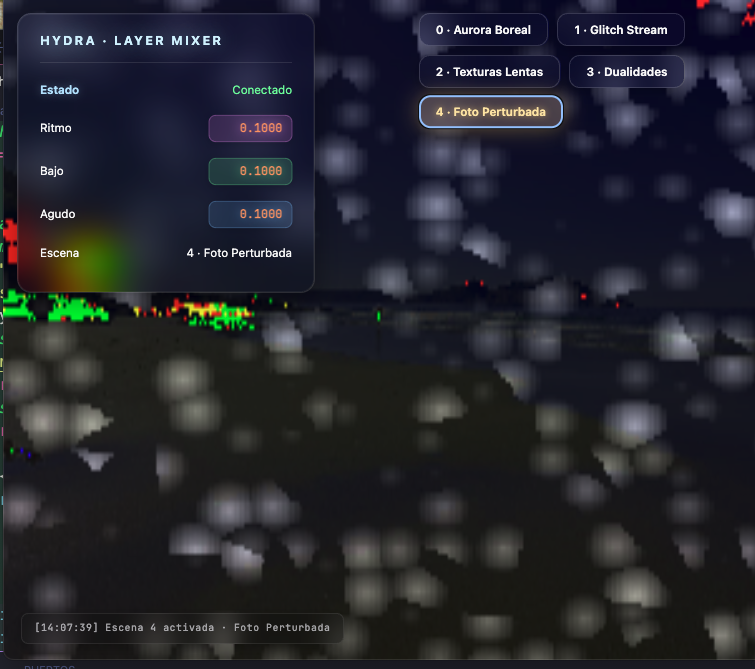 HYDRA · LAYER MIXER
Estado Conectado
Ritmo 0.1000
Bajo 0.1000
Agudo 0.1000
Escena 4 · Foto Perturbada
0 · Aurora Boreal
1 · Glitch Stream
2 · Texturas Lentas
3 · Dualidades
4 · Foto Perturbada
[14:07:39] Escena 4 activada · Foto Perturbada